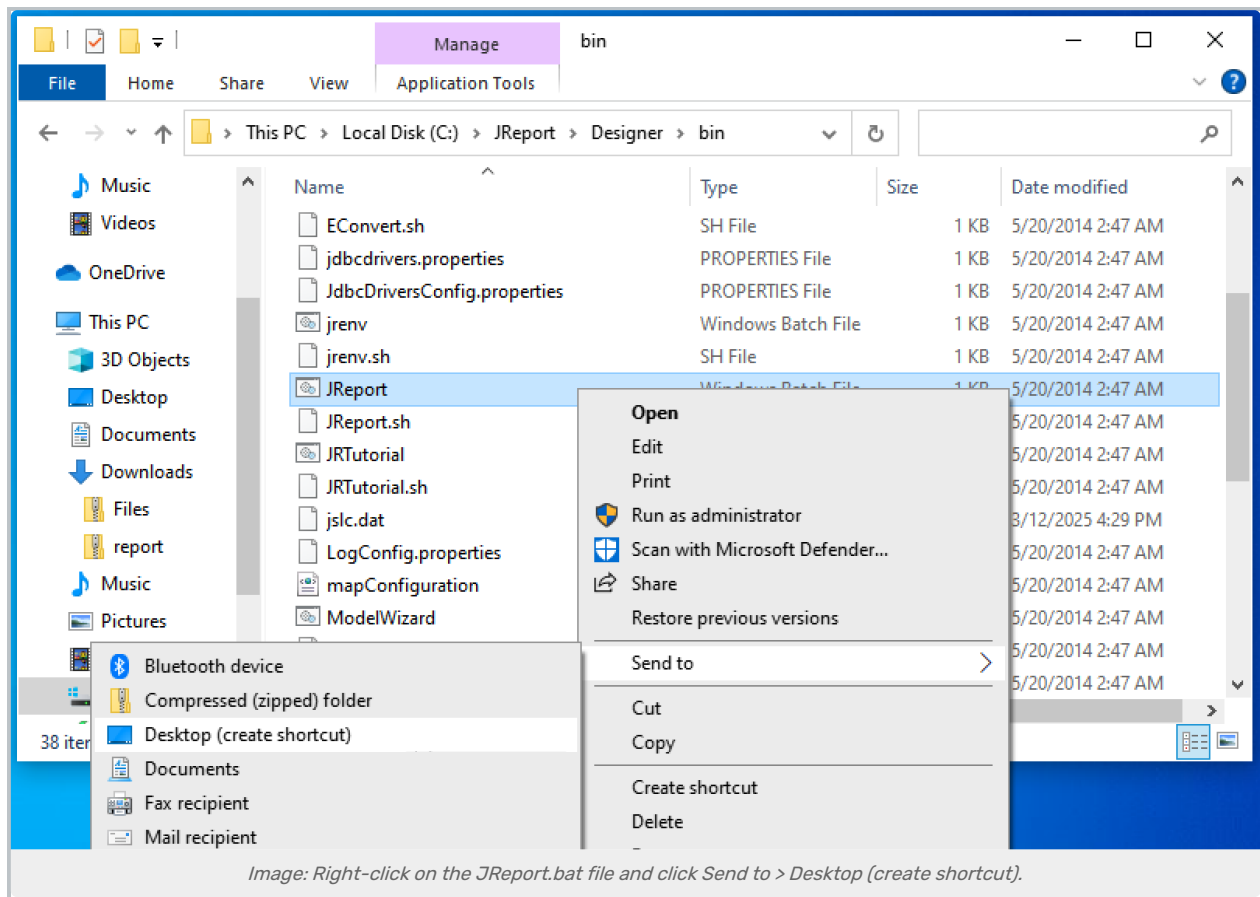 Manage
bin
File
Home
Share
View
Application Tools
?
This PC > Local Disk (C:) > JReport > Designer > bin
Music
Videos
OneDrive
This PC
3D Objects
Desktop
Documents
Downloads
Files
report
Music
Pictures
38 iter
Name Type Size Date modified
EConvert.sh SH File 1 KB 5/20/2014 2:47 AM
jdbcdrivers.properties PROPERTIES File 1 KB 5/20/2014 2:47 AM
JdbcDriversConfig.properties PROPERTIES File 1 KB 5/20/2014 2:47 AM
jrenv Windows Batch File 1 KB 5/20/2014 2:47 AM
jrenv.sh SH File 1 KB 5/20/2014 2:47 AM
JReport Windows Batch File 1 KB 5/20/2014 2:47 AM
JReport.sh 5/20/2014 2:47 AM
JRTutorial 5/20/2014 2:47 AM
JRTutorial.sh 5/20/2014 2:47 AM
jslc.dat 3/12/2025 4:29 PM
LogConfig.properties 5/20/2014 2:47 AM
mapConfiguration 5/20/2014 2:47 AM
ModelWizard 5/20/2014 2:47 AM
5/20/2014 2:47 AM
5/20/2014 2:47 AM
Open
Edit
Print
Run as administrator
Scan with Microsoft Defender...
Share
Restore previous versions
Send to
Cut
Copy
Create shortcut
Delete
Bluetooth device
Compressed (zipped) folder
Desktop (create shortcut)
Documents
Fax recipient
Mail recipient
Image: Right-click on the JReport.bat file and click Send to > Desktop (create shortcut).